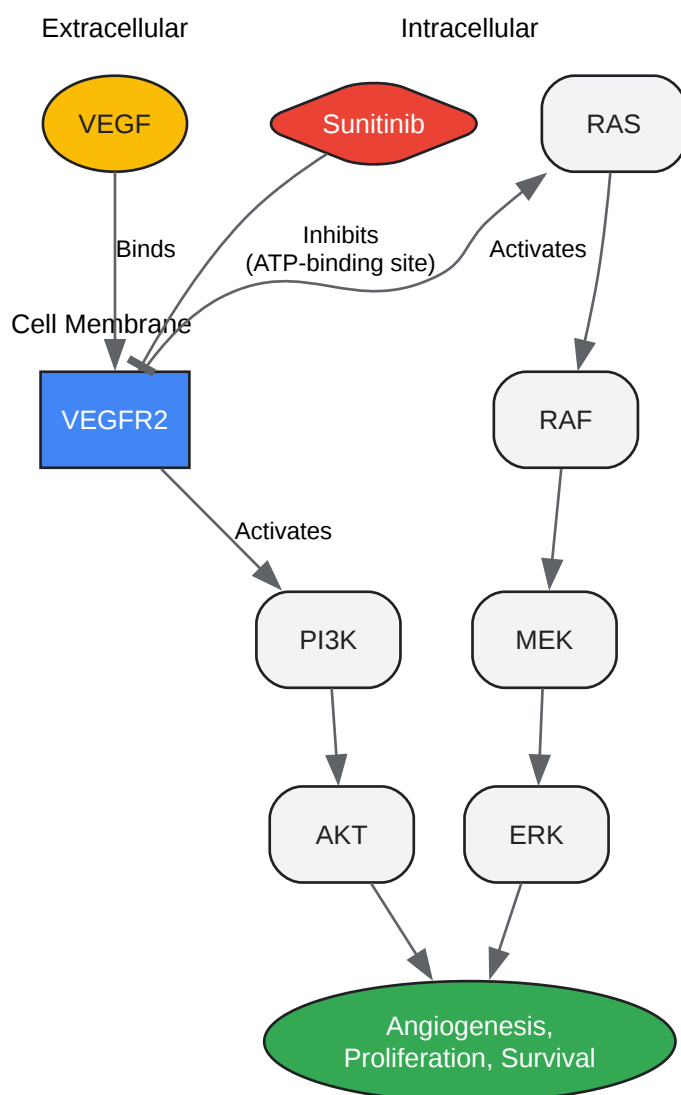 Extracellular
Intracellular
VEGF
Sunitinib
RAS
Binds
Inhibits
(ATP-binding site)
Activates
Cell Membrane
VEGFR2
RAF
Activates
PI3K
MEK
AKT
ERK
Angiogenesis,
Proliferation, Survival